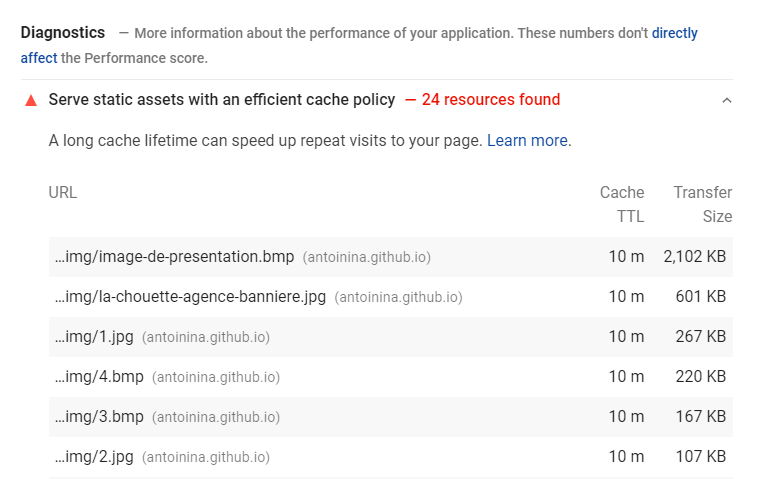 Diagnostics — More information about the performance of your application. These numbers don't directly
affect the Performance score.
Serve static assets with an efficient cache policy — 24 resources found
A long cache lifetime can speed up repeat visits to your page. Learn more.
URL Cache TTL Transfer Size
…img/image-de-presentation.bmp (antoinina.github.io) 10 m 2,102 KB
…img/la-chouette-agence-banniere.jpg (antoinina.github.io) 10 m 601 KB
…img/1.jpg (antoinina.github.io) 10 m 267 KB
…img/4.bmp (antoinina.github.io) 10 m 220 KB
…img/3.bmp (antoinina.github.io) 10 m 167 KB
…img/2.jpg (antoinina.github.io) 10 m 107 KB